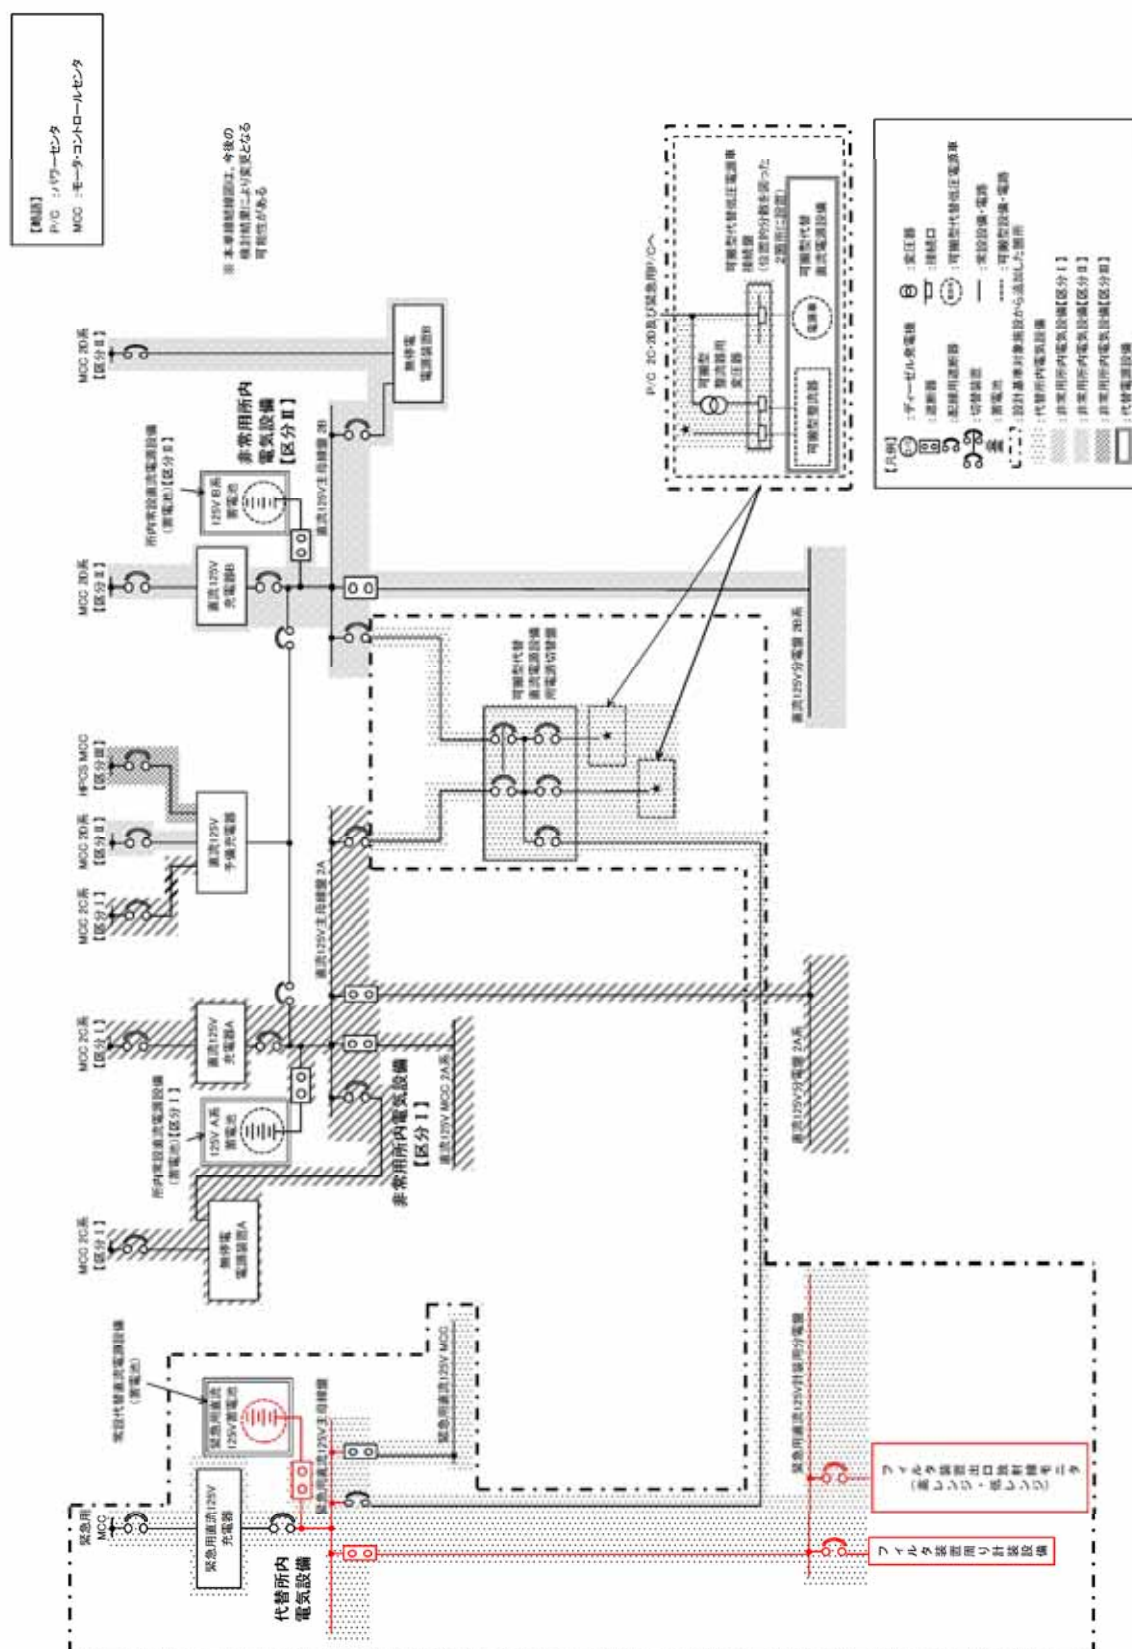 【略語】
P/C :パワーセンタ
MCC :モータ・コントロールセンタ
※ 本単線結線図は、今後の
検討結果により変更となる
可能性がある
MCC 2D系
【区分Ⅱ】
無停電
電源装置B
非常用所内
電気設備
【区分Ⅱ】
直流125V主母線盤 2B
所内常設直流電源設備
(蓄電池)【区分Ⅱ】
125V B系
蓄電池
MCC 2D系
【区分Ⅱ】
直流125V
充電器B
直流125V分電盤 2B系
HPCS MCC
【区分Ⅲ】
MCC 2D系
【区分Ⅱ】
MCC 2C系
【区分Ⅰ】
直流125V
予備充電器
直流125V主母線盤 2A
可搬型代替
直流電源設備
用電源切替盤
*
*
MCC 2C系
【区分Ⅰ】
直流125V
充電器A
所内常設直流電源設備
(蓄電池)【区分Ⅰ】
125V A系
蓄電池
非常用所内電気設備
【区分Ⅰ】
直流125V MCC 2A系
直流125V分電盤 2A系
MCC 2C系
【区分Ⅰ】
無停電
電源装置A
常設代替直流電源設備
(蓄電池)
緊急用直流
125V蓄電池
緊急用直流125V主母線盤
緊急用直流125V MCC
緊急用
MCC
緊急用直流125V
充電器
代替所内
電気設備
緊急用直流125V計装用分電盤
フィルタ装置出口放射線モニタ
(高レンジ・低レンジ)
フィルタ装置周り計装設備
P/C 2C・2D及び緊急用P/Cへ
可搬型
整流器用
変圧器
*
可搬型代替低圧電源車
接続盤
(位置的分散を図った
2箇所に設置)
可搬型整流器
電源車
可搬型代替
直流電源設備
【凡例】
:ディーゼル発電機
:遮断器
:配線用遮断器
:切替装置
:蓄電池
:変圧器
:接続口
:可搬型代替低圧電源車
:常設設備・電路
:可搬型設備・電路
:設計基準対象施設から追加した箇所
:代替所内電気設備
:非常用所内電気設備【区分Ⅰ】
:非常用所内電気設備【区分Ⅱ】
:非常用所内電気設備【区分Ⅲ】
:代替電源設備